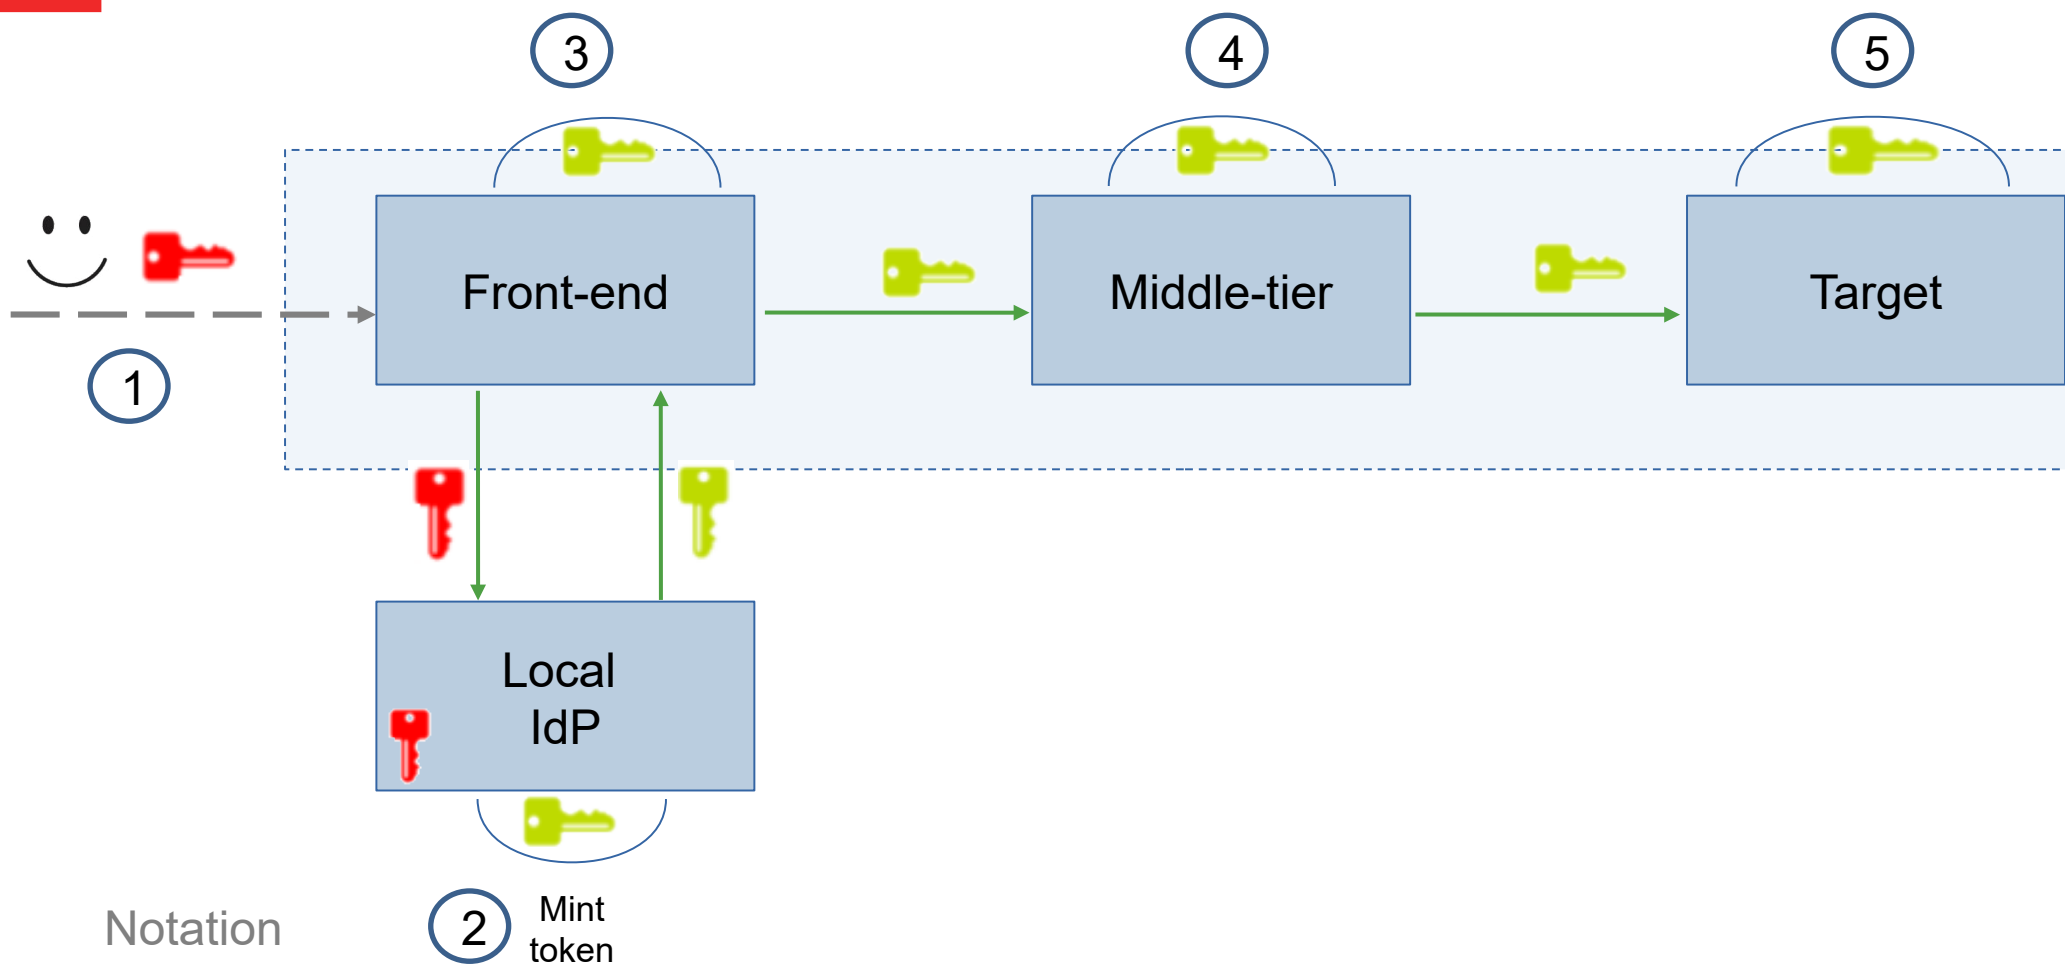 3
4
5
Front-end
Middle-tier
Target
1
Local
IdP
Notation
2
Mint
token